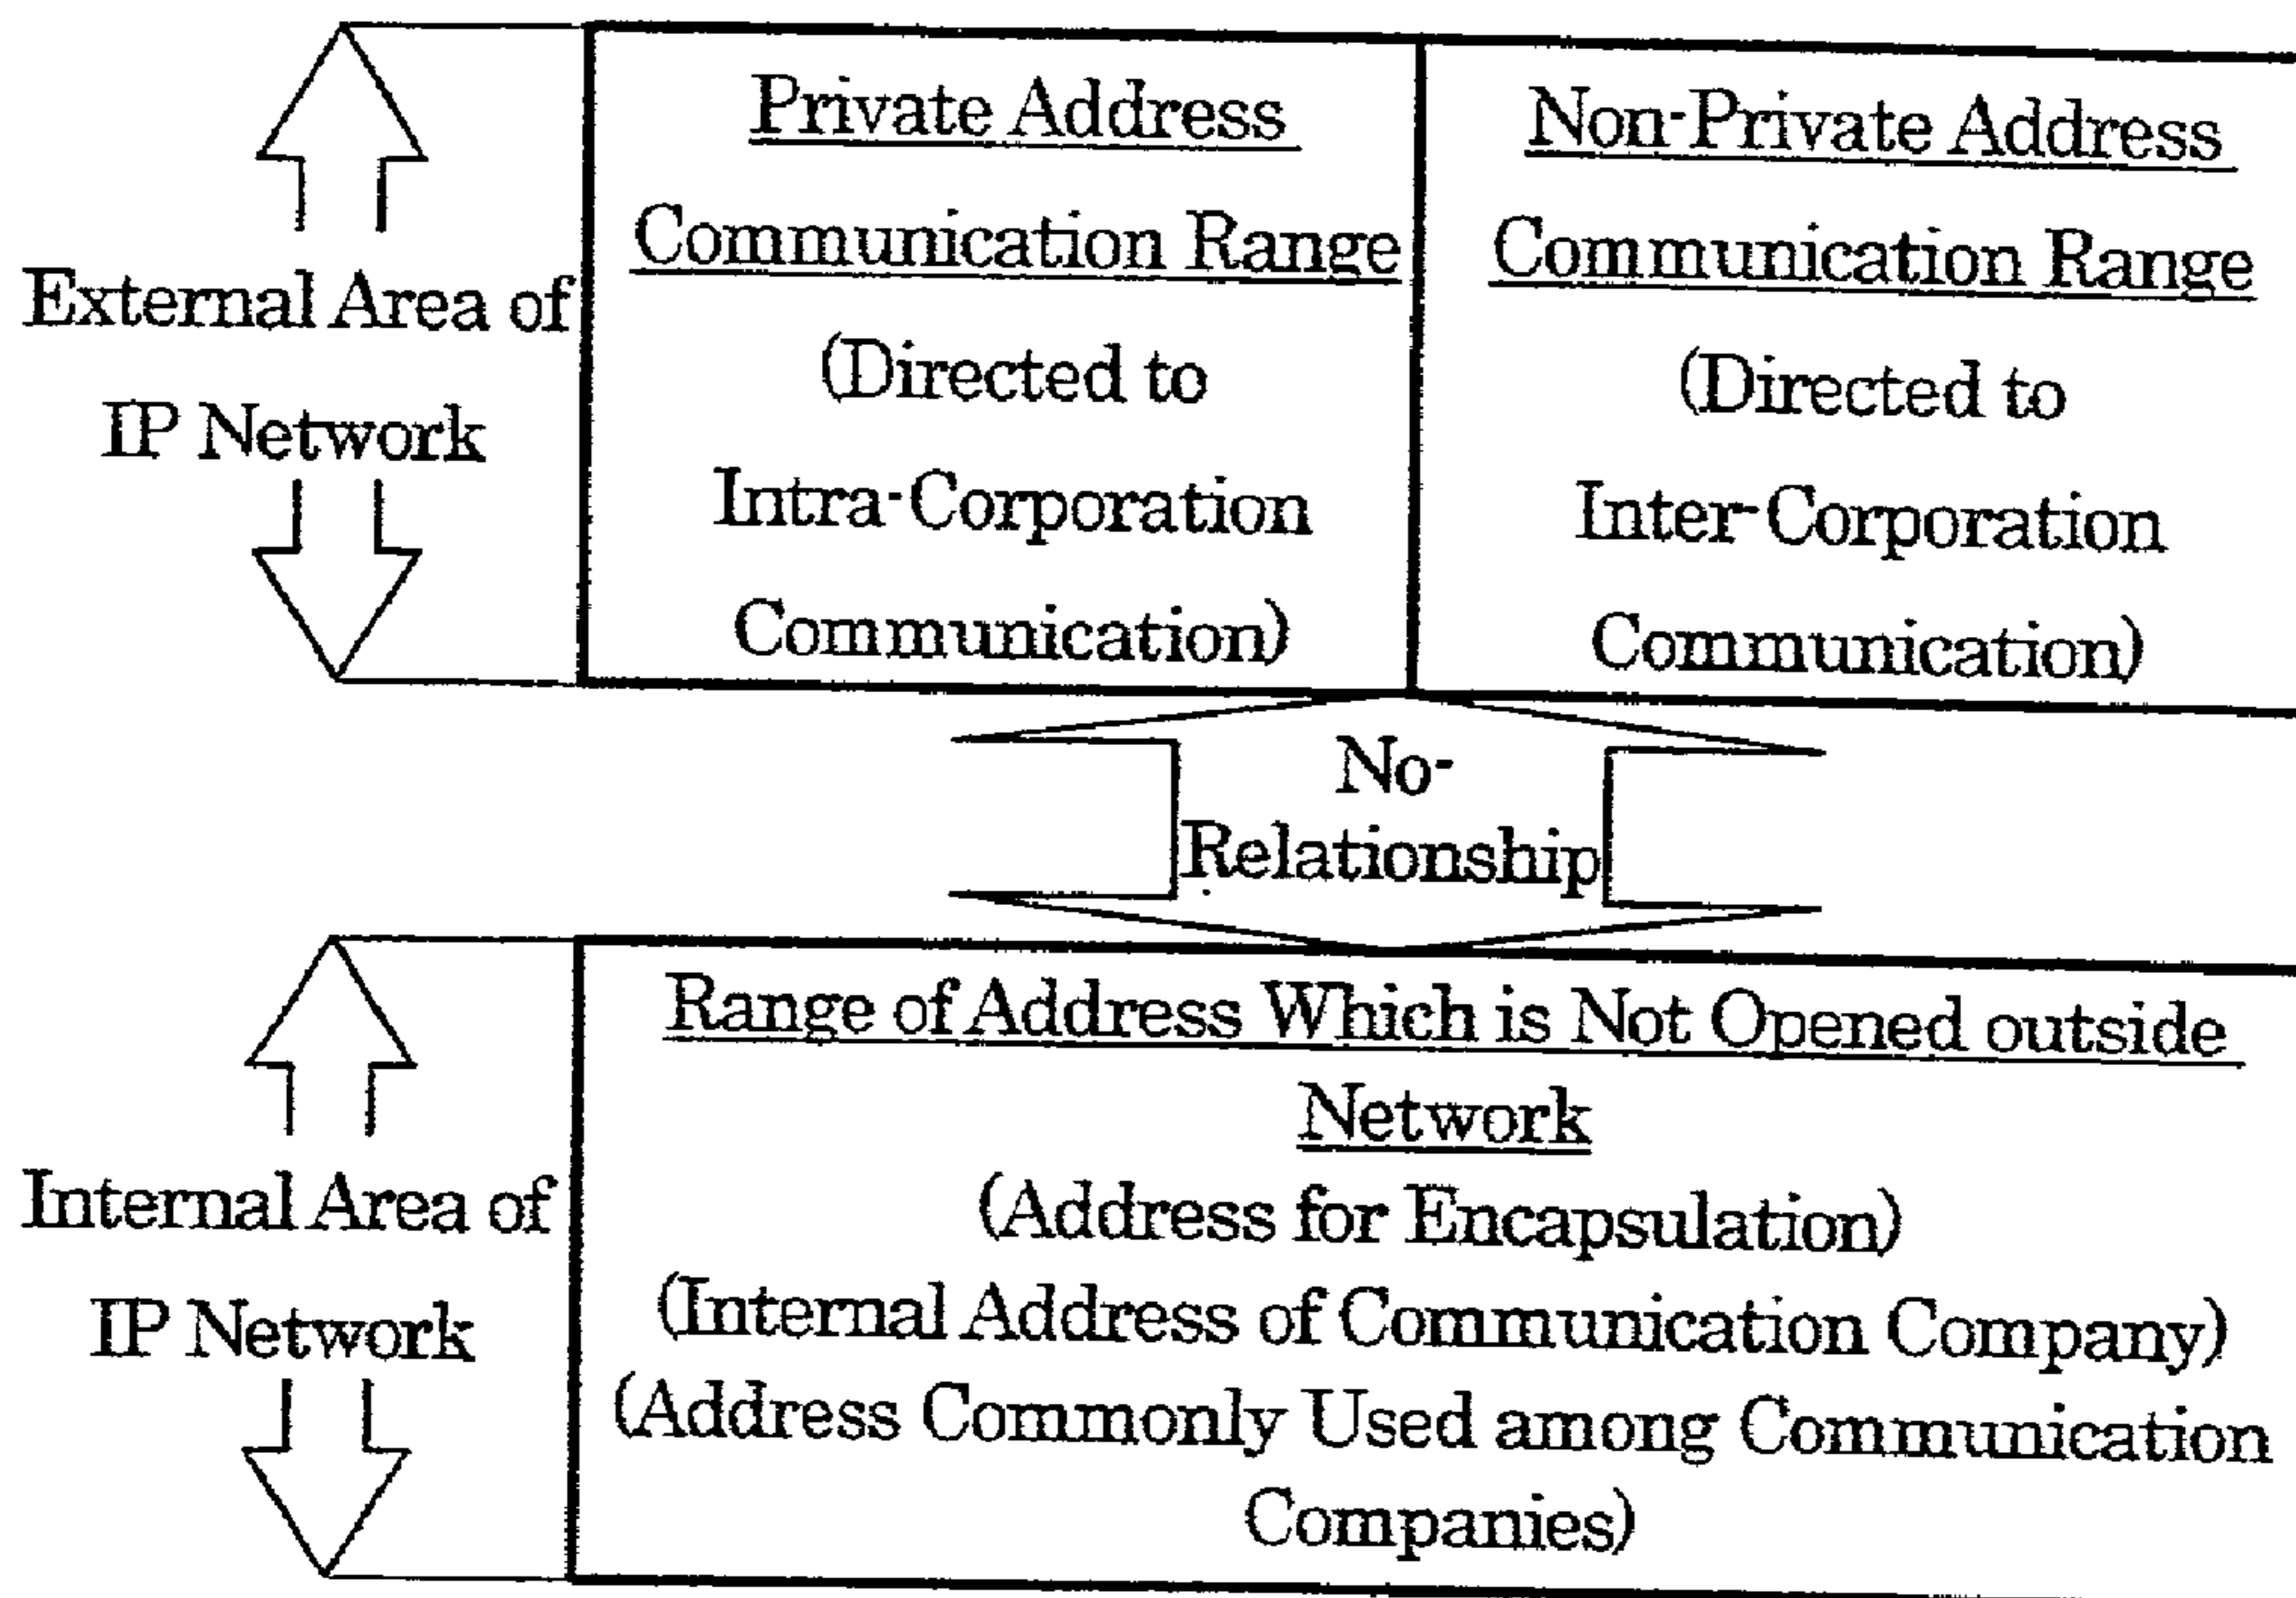 External Area of
IP Network
Private Address
Communication Range
(Directed to
Intra-Corporation
Communication)
Non-Private Address
Communication Range
(Directed to
Inter-Corporation
Communication)
No-
Relationship
Internal Area of
IP Network
Range of Address Which is Not Opened outside
Network
(Address for Encapsulation)
(Internal Address of Communication Company)
(Address Commonly Used among Communication
Companies)